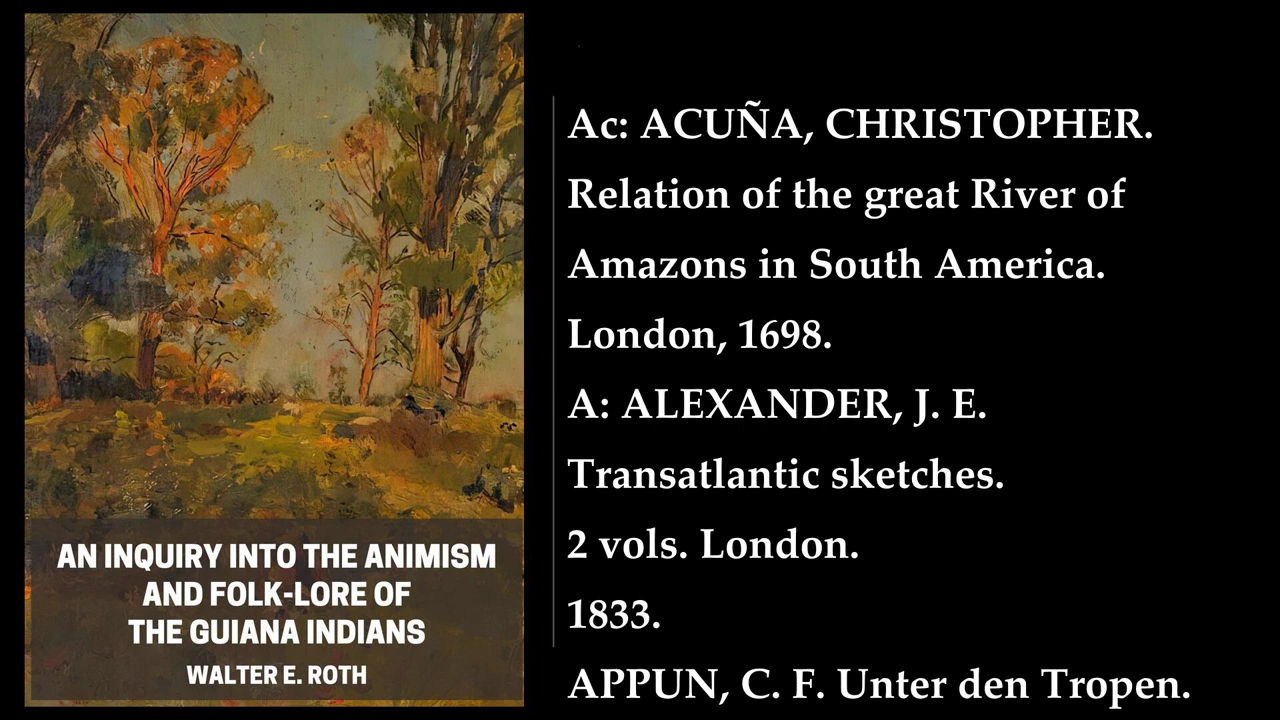 AN INQUIRY INTO THE ANIMISM
AND FOLK-LORE OF
THE GUIANA INDIANS
WALTER E. ROTH
Ac: ACUÑA, CHRISTOPHER.
Relation of the great River of
Amazons in South America.
London, 1698.
A: ALEXANDER, J. E.
Transatlantic sketches.
2 vols. London.
1833.
APPUN, C. F. Unter den Tropen.